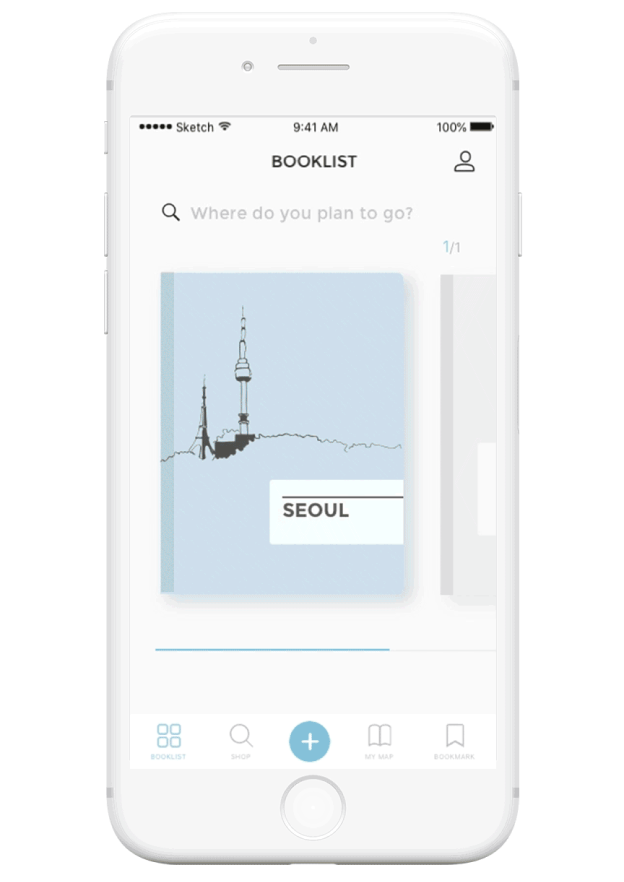 Sketch 9:41 AM 100%
BOOKLIST
Where do you plan to go?
1/1
SEOUL
BOOKLIST SHOP MY MAP BOOKMARK